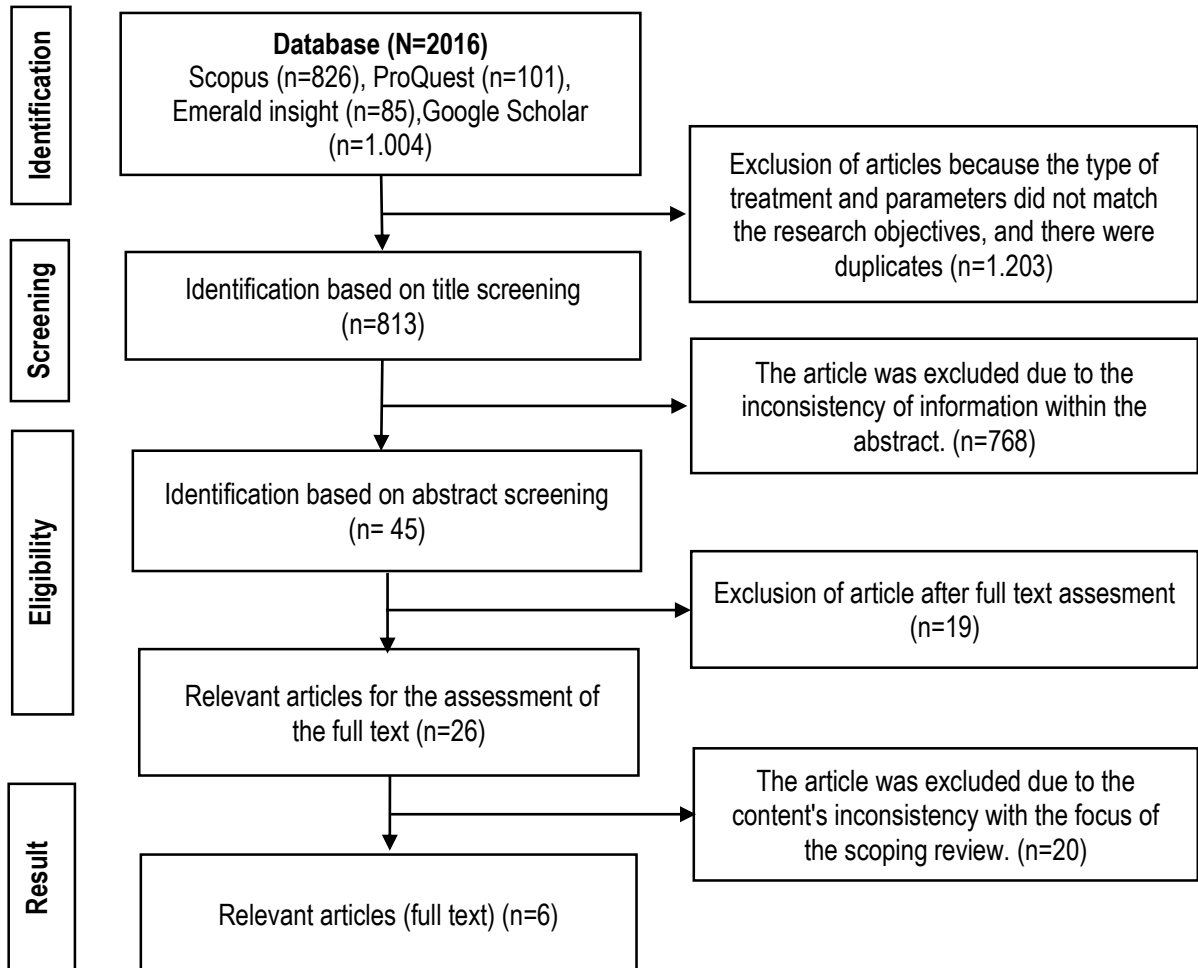 Identification
Database (N=2016)
Scopus (n=826), ProQuest (n=101),
Emerald insight (n=85),Google Scholar
(n=1.004)
Exclusion of articles because the type of
treatment and parameters did not match
the research objectives, and there were
duplicates (n=1.203)
Screening
Identification based on title screening
(n=813)
The article was excluded due to the
inconsistency of information within the
abstract. (n=768)
Eligibility
Identification based on abstract screening
(n= 45)
Exclusion of article after full text assesment
(n=19)
Relevant articles for the assessment of
the full text (n=26)
The article was excluded due to the
content's inconsistency with the focus of
the scoping review. (n=20)
Result
Relevant articles (full text) (n=6)